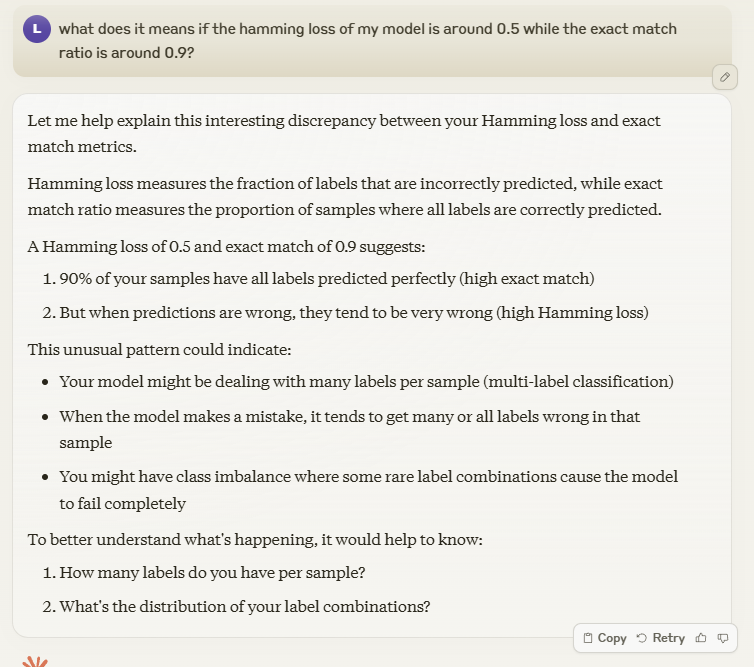 L
what does it means if the hamming loss of my model is around 0.5 while the exact match
ratio is around 0.9?
Let me help explain this interesting discrepancy between your Hamming loss and exact
match metrics.
Hamming loss measures the fraction of labels that are incorrectly predicted, while exact
match ratio measures the proportion of samples where all labels are correctly predicted.
A Hamming loss of 0.5 and exact match of 0.9 suggests:
1. 90% of your samples have all labels predicted perfectly (high exact match)
2. But when predictions are wrong, they tend to be very wrong (high Hamming loss)
This unusual pattern could indicate:
• Your model might be dealing with many labels per sample (multi-label classification)
• When the model makes a mistake, it tends to get many or all labels wrong in that
sample
• You might have class imbalance where some rare label combinations cause the model
to fail completely
To better understand what's happening, it would help to know:
1. How many labels do you have per sample?
2. What's the distribution of your label combinations?
Copy Retry